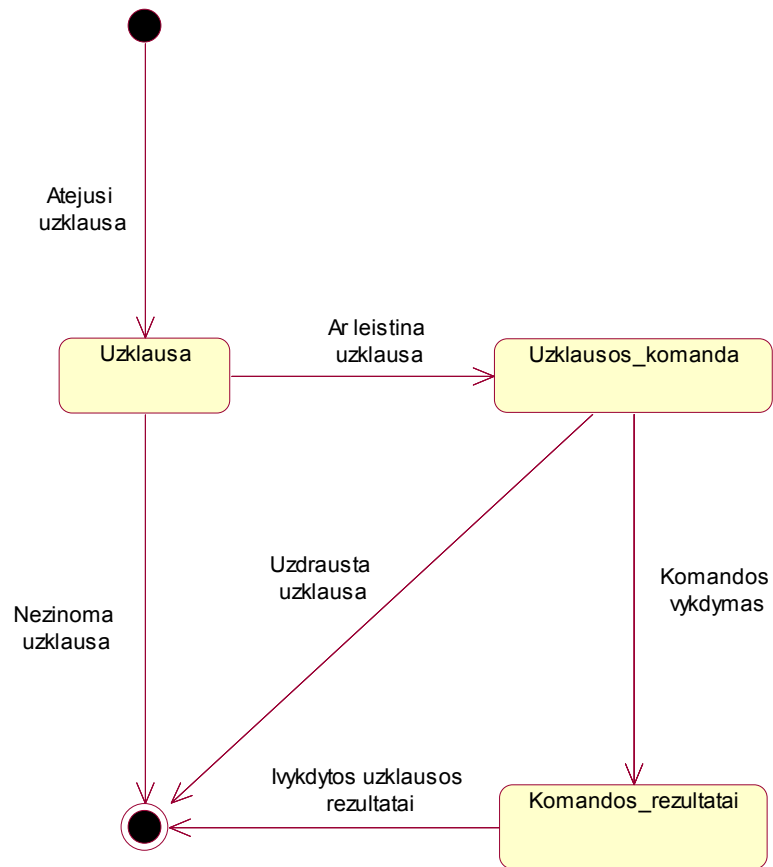 Atejusi
uzklausa
Uzklausa
Ar leistina
uzklausa
Uzklausos_komanda
Uzdrausta
uzklausa
Komandos
vykdymas
Nezinoma
uzklausa
Ivykdytos uzklausos
rezultatai
Komandos_rezultatai